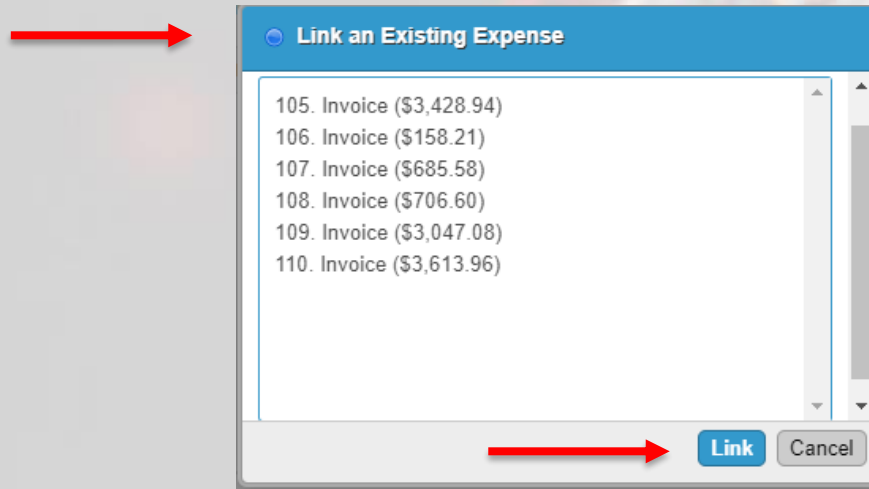 Link an Existing Expense
105. Invoice ($3,428.94)
106. Invoice ($158.21)
107. Invoice ($685.58)
108. Invoice ($706.60)
109. Invoice ($3,047.08)
110. Invoice ($3,613.96)
Link Cancel